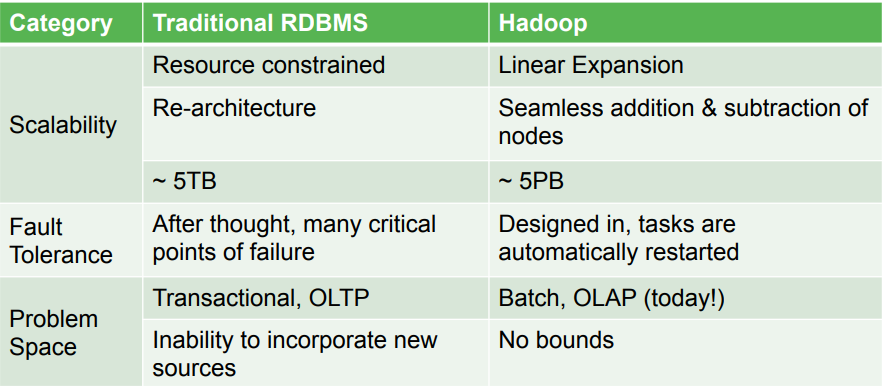 Category Traditional RDBMS Hadoop
Scalability
Resource constrained Linear Expansion
Re-architecture Seamless addition & subtraction of
nodes
~ 5TB ~ 5PB
Fault
Tolerance
After thought, many critical
points of failure
Designed in, tasks are
automatically restarted
Problem
Space
Transactional, OLTP Batch, OLAP (today!)
Inability to incorporate new
sources
No bounds